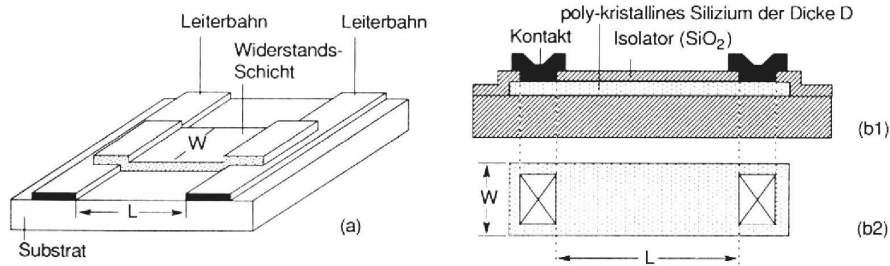 Leiterbahn
Leiterbahn
Widerstands-
Schicht
W
L
Substrat
(a)
poly-kristallines Silizium der Dicke D
Kontakt
Isolator (SiO₂)
(b1)
W
L
(b2)